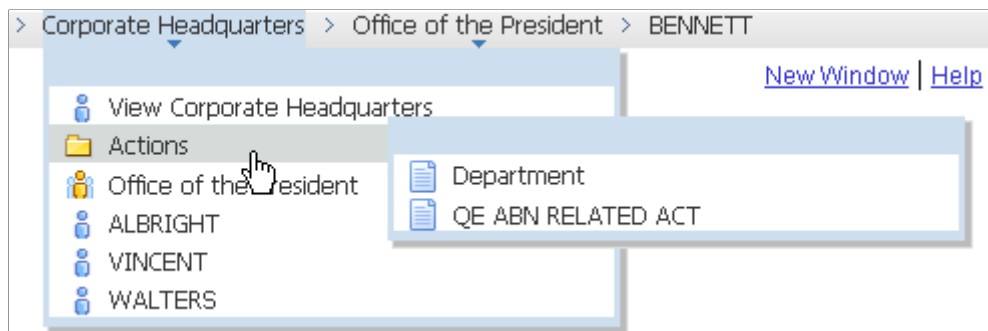 > Corporate Headquarters > Office of the President > BENNETT
New Window | Help
View Corporate Headquarters
Actions
Department
Office of the President
QE ABN RELATED ACT
ALBRIGHT
VINCENT
WALTERS